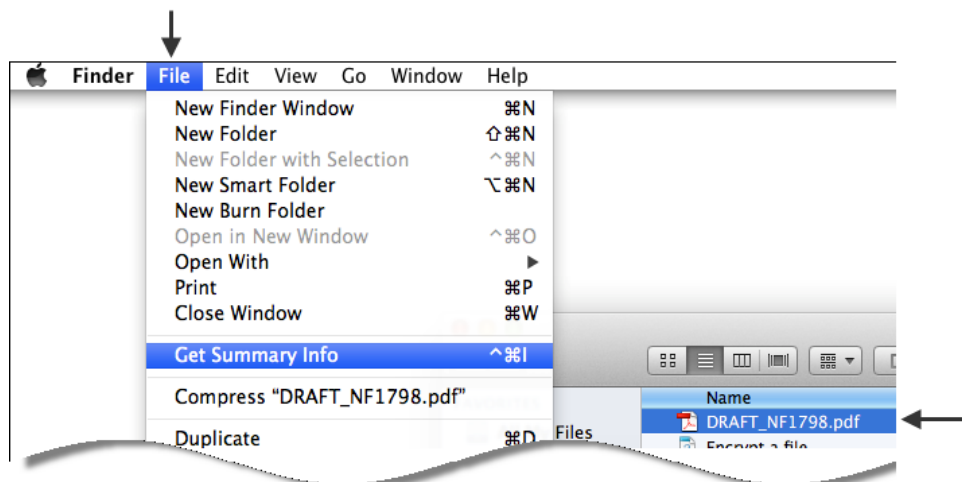 Finder File Edit View Go Window Help
New Finder Window ⌘N
New Folder ⇧⌘N
New Folder with Selection ^⌘N
New Smart Folder ⌥⌘N
New Burn Folder
Open in New Window ^⌘O
Open With ▶
Print ⌘P
Close Window ⌘W
Get Summary Info ^⌘I
Compress “DRAFT_NF1798.pdf”
Duplicate ⌘D
Files
Name
DRAFT_NF1798.pdf
Encrypt a file